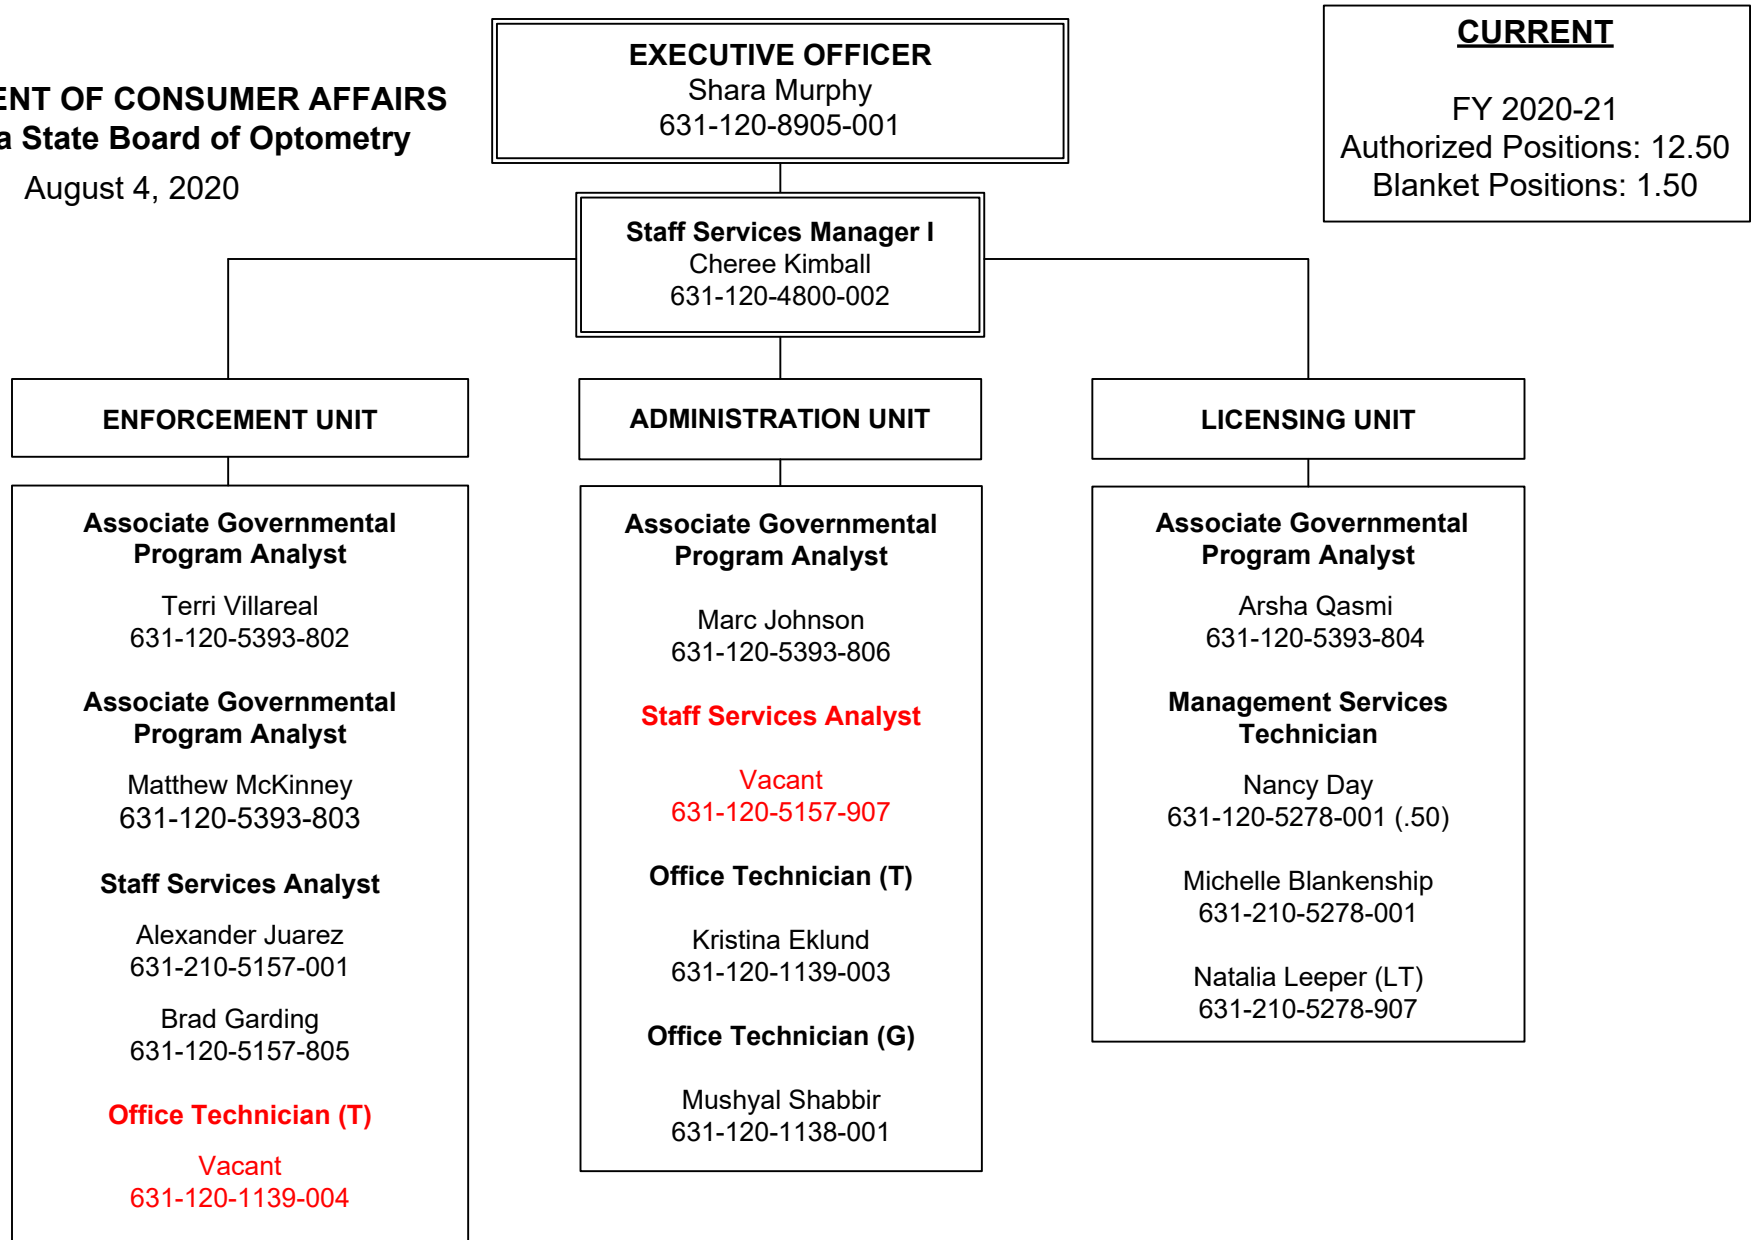 OF CONSUMER AFFAIRS
State Board of Optometry
August 4, 2020
EXECUTIVE OFFICER
Shara Murphy
631-120-8905-001
CURRENT
FY 2020-21
Authorized Positions: 12.50
Blanket Positions: 1.50
Staff Services Manager I
Cheree Kimball
631-120-4800-002
ENFORCEMENT UNIT
Associate Governmental
Program Analyst
Terri Villareal
631-120-5393-802
Associate Governmental
Program Analyst
Matthew McKinney
631-120-5393-803
Staff Services Analyst
Alexander Juarez
631-210-5157-001
Brad Garding
631-120-5157-805
Office Technician (T)
Vacant
631-120-1139-004
ADMINISTRATION UNIT
Associate Governmental
Program Analyst
Marc Johnson
631-120-5393-806
Staff Services Analyst
Vacant
631-120-5157-907
Office Technician (T)
Kristina Eklund
631-120-1139-003
Office Technician (G)
Mushyal Shabbir
631-120-1138-001
LICENSING UNIT
Associate Governmental
Program Analyst
Arsha Qasmi
631-120-5393-804
Management Services
Technician
Nancy Day
631-120-5278-001 (.50)
Michelle Blankenship
631-210-5278-001
Natalia Leeper (LT)
631-210-5278-907